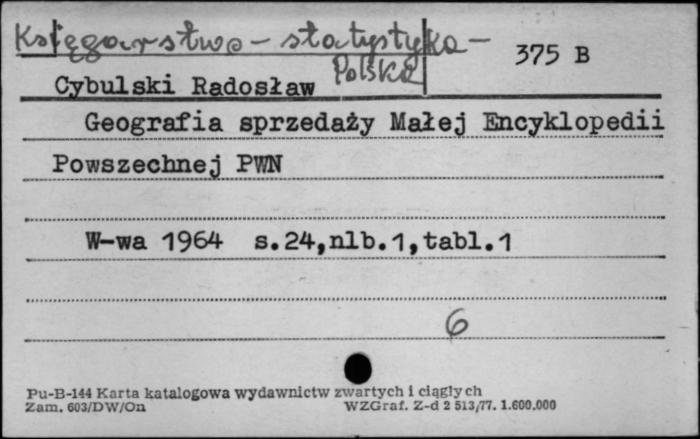 Księgarstwo – statystyka –
Polska
375 B
Cybulski Radosław
Geografia sprzedaży Małej Encyklopedii
Powszechnej PWN
W-wa 1964 s.24,nlb.1,tabl.1
6
Pu-B-144 Karta katalogowa wydawnictw zwartych i ciągłych
Zam. 603/DW/On WZGraf. Z-d 2 513/77. 1.600.000